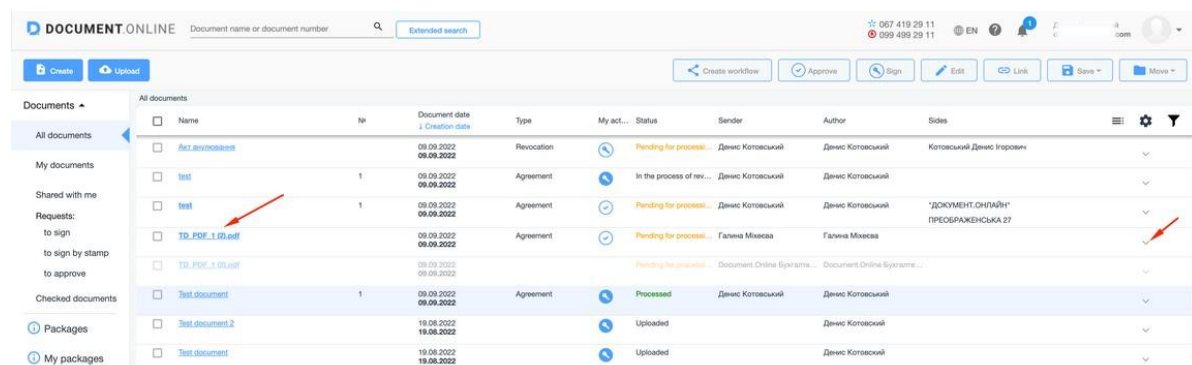 DOCUMENT.ONLINE Document name or document number Extended search 067 419 29 11 EN 1
099 499 29 11 com
Create Upload Create workflow Approve Sign Edit Link Save Move
Documents All documents
Name № Document date Type My act... Status Sender Author Sides
↓ Creation date
All documents
Акт анулювання 09.09.2022 Revocation Pending for processi... Денис Котовський Денис Котовський Котовський Денис Ігорович
09.09.2022
My documents
test 1 09.09.2022 Agreement In the process of rev... Денис Котовський Денис Котовський
09.09.2022
Shared with me
test 1 09.09.2022 Agreement Pending for processi... Денис Котовський Денис Котовський "ДОКУМЕНТ.ОНЛАЙН"
09.09.2022 ПРЕОБРАЖЕНСЬКА 27
Requests:
to sign
TD_PDF_1 (2).pdf 09.09.2022 Agreement Pending for processi... Галина Міхеєва Галина Міхеєва
09.09.2022
to sign by stamp
TD_PDF_1 (2).pdf 09.09.2022 Pending for processi... Document.Online Бухгалте... Document.Online Бухгалте...
09.09.2022
to approve
Checked documents
Test document 1 09.09.2022 Agreement Processed Денис Котовський Денис Котовський
09.09.2022
Packages
Test document 2 19.08.2022 Uploaded Денис Котовский
19.08.2022
My packages
Test document 19.08.2022 Uploaded Денис Котовский
19.08.2022